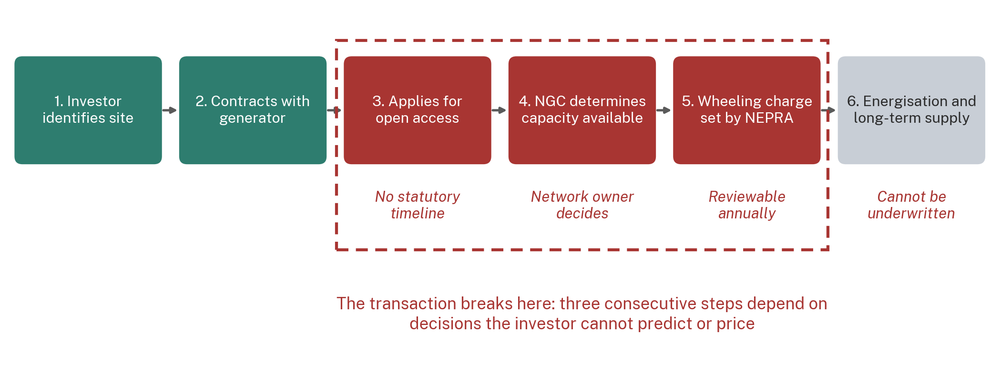 1. Investor
identifies site
2. Contracts with
generator
3. Applies for
open access
4. NGC determines
capacity available
5. Wheeling charge
set by NEPRA
6. Energisation and
long-term supply
No statutory
timeline
Network owner
decides
Reviewable
annually
Cannot be
underwritten
The transaction breaks here: three consecutive steps depend on
decisions the investor cannot predict or price